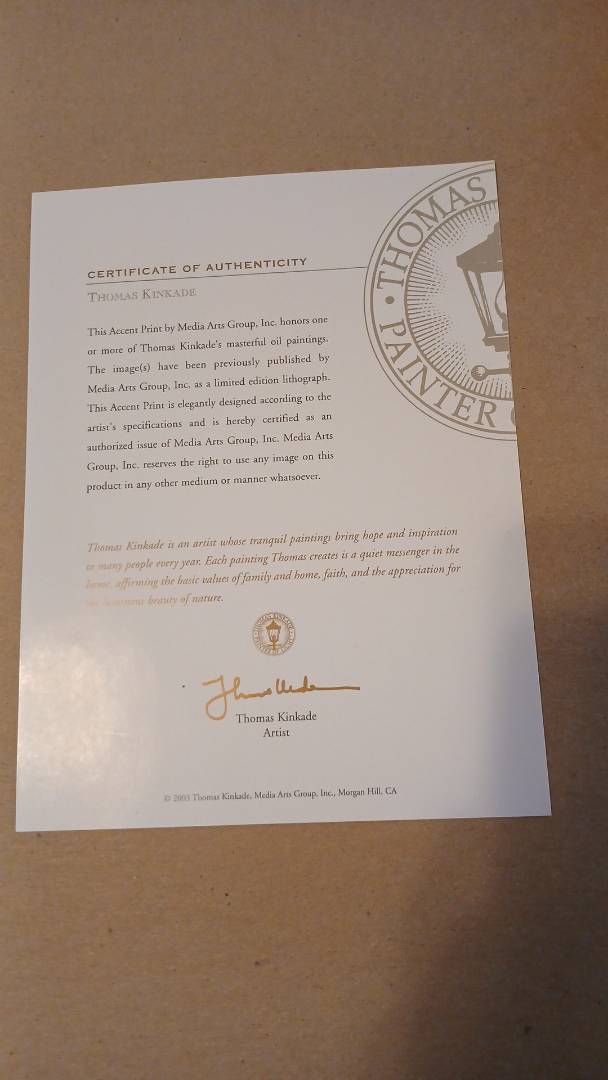 THOMAS
PAINTER
CERTIFICATE OF AUTHENTICITY
THOMAS KINKADE
This Accent Print by Media Arts Group, Inc. honors one
or more of Thomas Kinkade's masterful oil paintings.
The image(s) have been previously published by
Media Arts Group, Inc. as a limited edition lithograph.
This Accent Print is elegantly designed according to the
artist's specifications and is hereby certified as an
authorized issue of Media Arts Group, Inc. Media Arts
Group, Inc. reserves the right to use any image on this
product in any other medium or manner whatsoever.
Thomas Kinkade is an artist whose tranquil paintings bring hope and inspiration
to many people every year. Each painting Thomas creates is a quiet messenger in the
home, affirming the basic values of family and home, faith, and the appreciation for
beauty of nature.
THOMAS KINKADE
PAINTER OF LIGHT
Thomas Kinkade
Artist
© 2003 Thomas Kinkade, Media Arts Group, Inc., Morgan Hill, CA